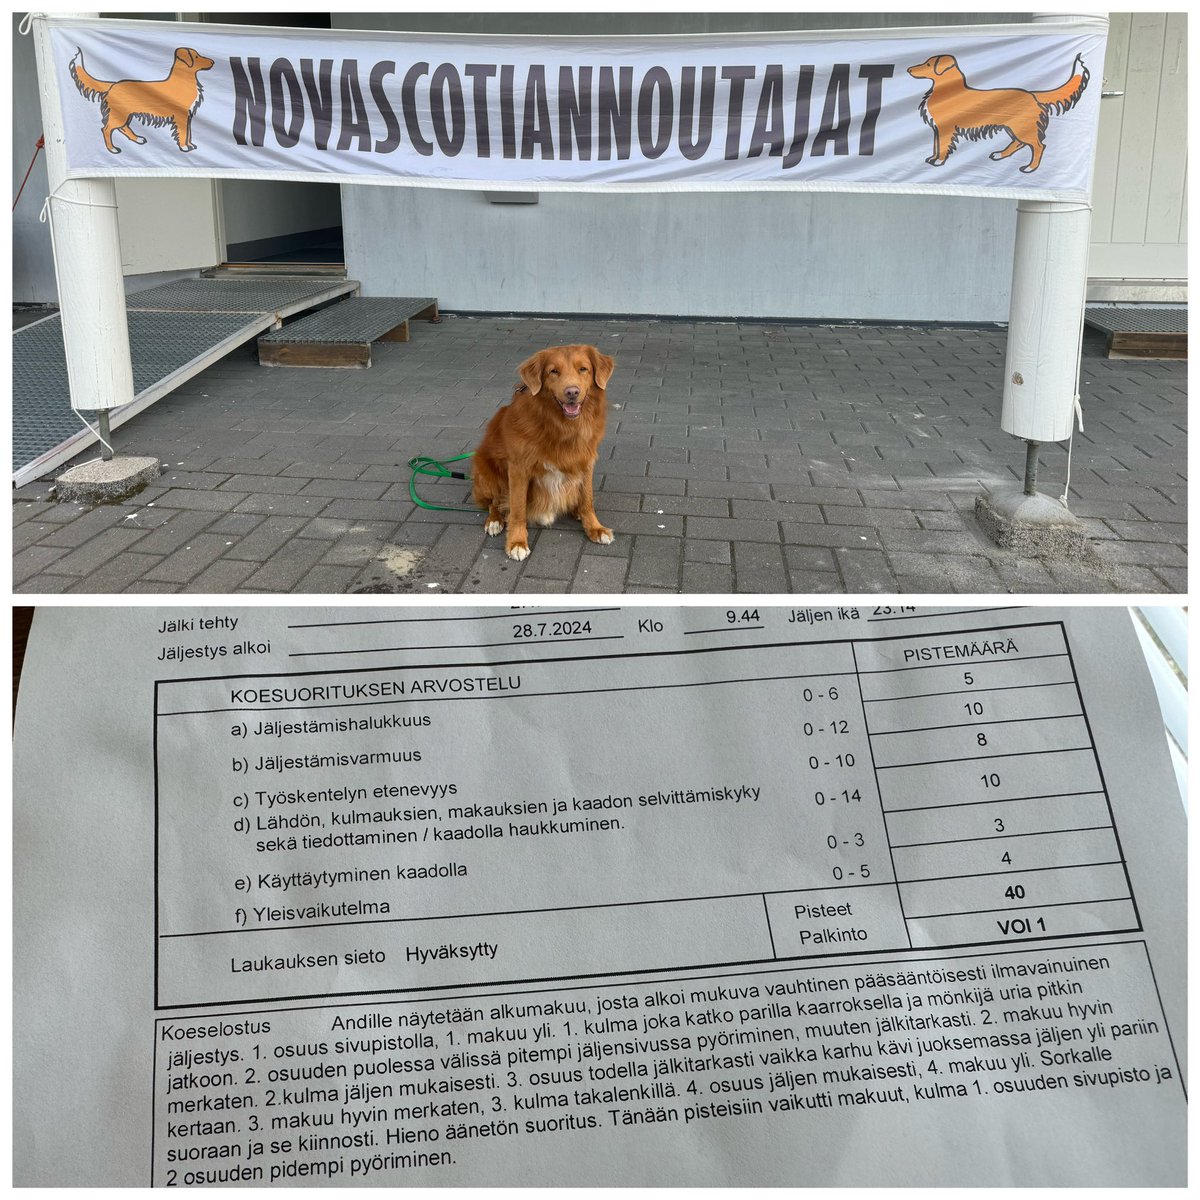 NOVASCOTIANNOUTAJAT
Jälki tehty
Jäljestys alkoi 28.7.2024 Klo 9.44 Jäljen ikä 23.14
KOESUORITUKSEN ARVOSTELU PISTEMÄÄRÄ
a) Jäljestämishalukkuus 0 - 6 5
b) Jäljestämisvarmuus 0 - 12 10
c) Työskentelyn etenevyys 0 - 10 8
d) Lähdön, kulmauksien, makauksien ja kaadon selvittämiskyky 0 - 14 10
sekä tiedottaminen / kaadolla haukkuminen.
e) Käyttäytyminen kaadolla 0 - 3 3
f) Yleisvaikutelma 0 - 5 4
Laukauksen sieto Hyväksytty Pisteet 40
Palkinto VOI 1
Koeselostus Andille näytetään alkumakuu, josta alkoi mukuva vauhtinen pääsääntöisesti ilmavainuinen
jäljestys. 1. osuus sivupistolla, 1. makuu yli. 1. kulma joka katko parilla kaarroksella ja mönkijä uria pitkin
jatkoon. 2. osuuden puolessa välissä pitempi jäljensivussa pyöriminen, muuten jälkitarkasti. 2. makuu hyvin
merkaten. 2.kulma jäljen mukaisesti. 3. osuus todella jälkitarkasti vaikka karhu kävi juoksemassa jäljen yli pariin
kertaan. 3. makuu hyvin merkaten, 3. kulma takalenkillä. 4. osuus jäljen mukaisesti, 4. makuu yli. Sorkalle
suoraan ja se kiinnosti. Hieno äänetön suoritus. Tänään pisteisiin vaikutti makuut, kulma 1. osuuden sivupisto ja
2 osuuden pidempi pyöriminen.